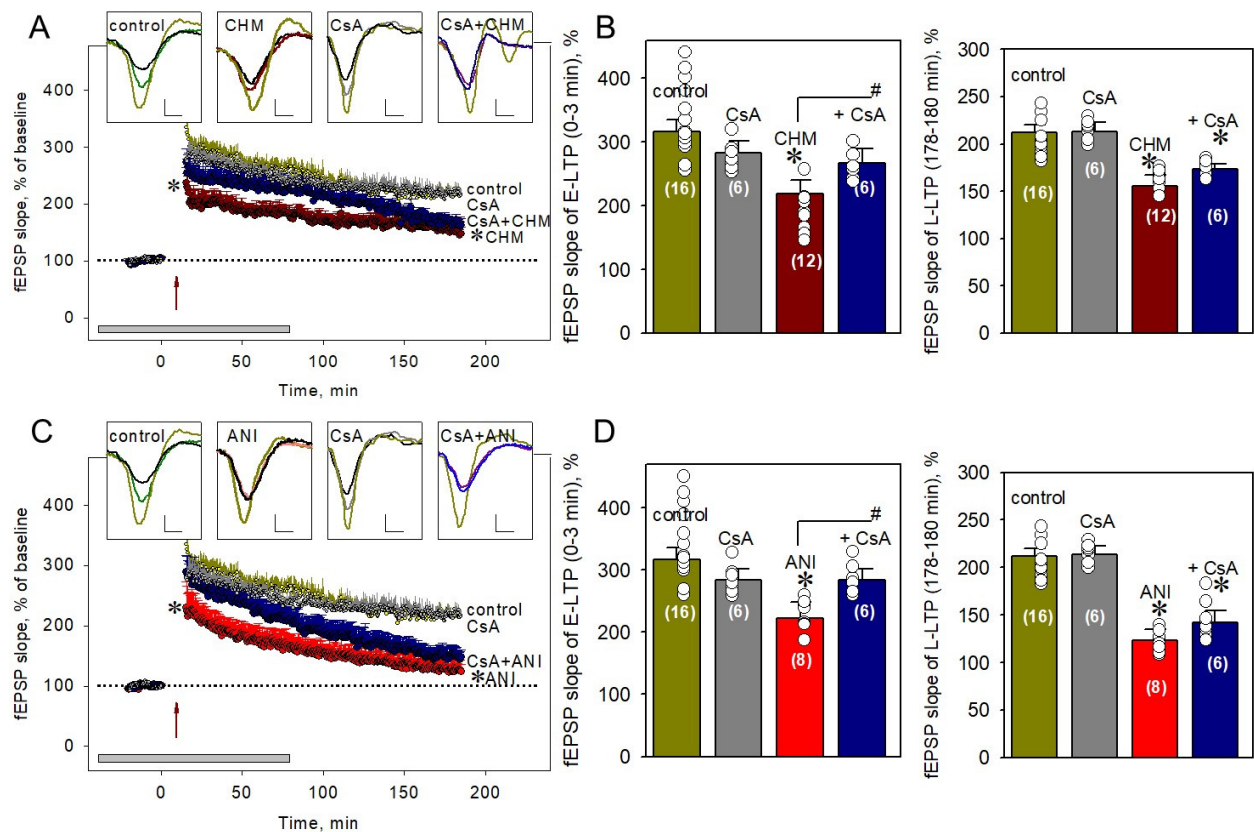 A
control
CHM
CsA
CsA+CHM
fEPSP slope, % of baseline
400
300
200
100
0
*
control
CsA
CsA+CHM
*CHM
0
50
100
150
200
Time, min
B
fEPSP slope of E-LTP (0-3 min), %
400
300
200
100
0
control
CsA
CHM
*
+ CsA
#
(16)
(6)
(12)
(6)
fEPSP slope of L-LTP (178-180 min), %
300
250
200
150
100
50
0
control
CsA
CHM
*
+ CsA
*
(16)
(6)
(12)
(6)
C
control
ANI
CsA
CsA+ANI
fEPSP slope, % of baseline
400
300
200
100
0
*
control
CsA
CsA+ANI
*ANI
0
50
100
150
200
Time, min
D
fEPSP slope of E-LTP (0-3 min), %
400
300
200
100
0
control
CsA
ANI
*
+ CsA
#
(16)
(6)
(8)
(6)
fEPSP slope of L-LTP (178-180 min), %
300
250
200
150
100
50
0
control
CsA
ANI
*
+ CsA
*
(16)
(6)
(8)
(6)